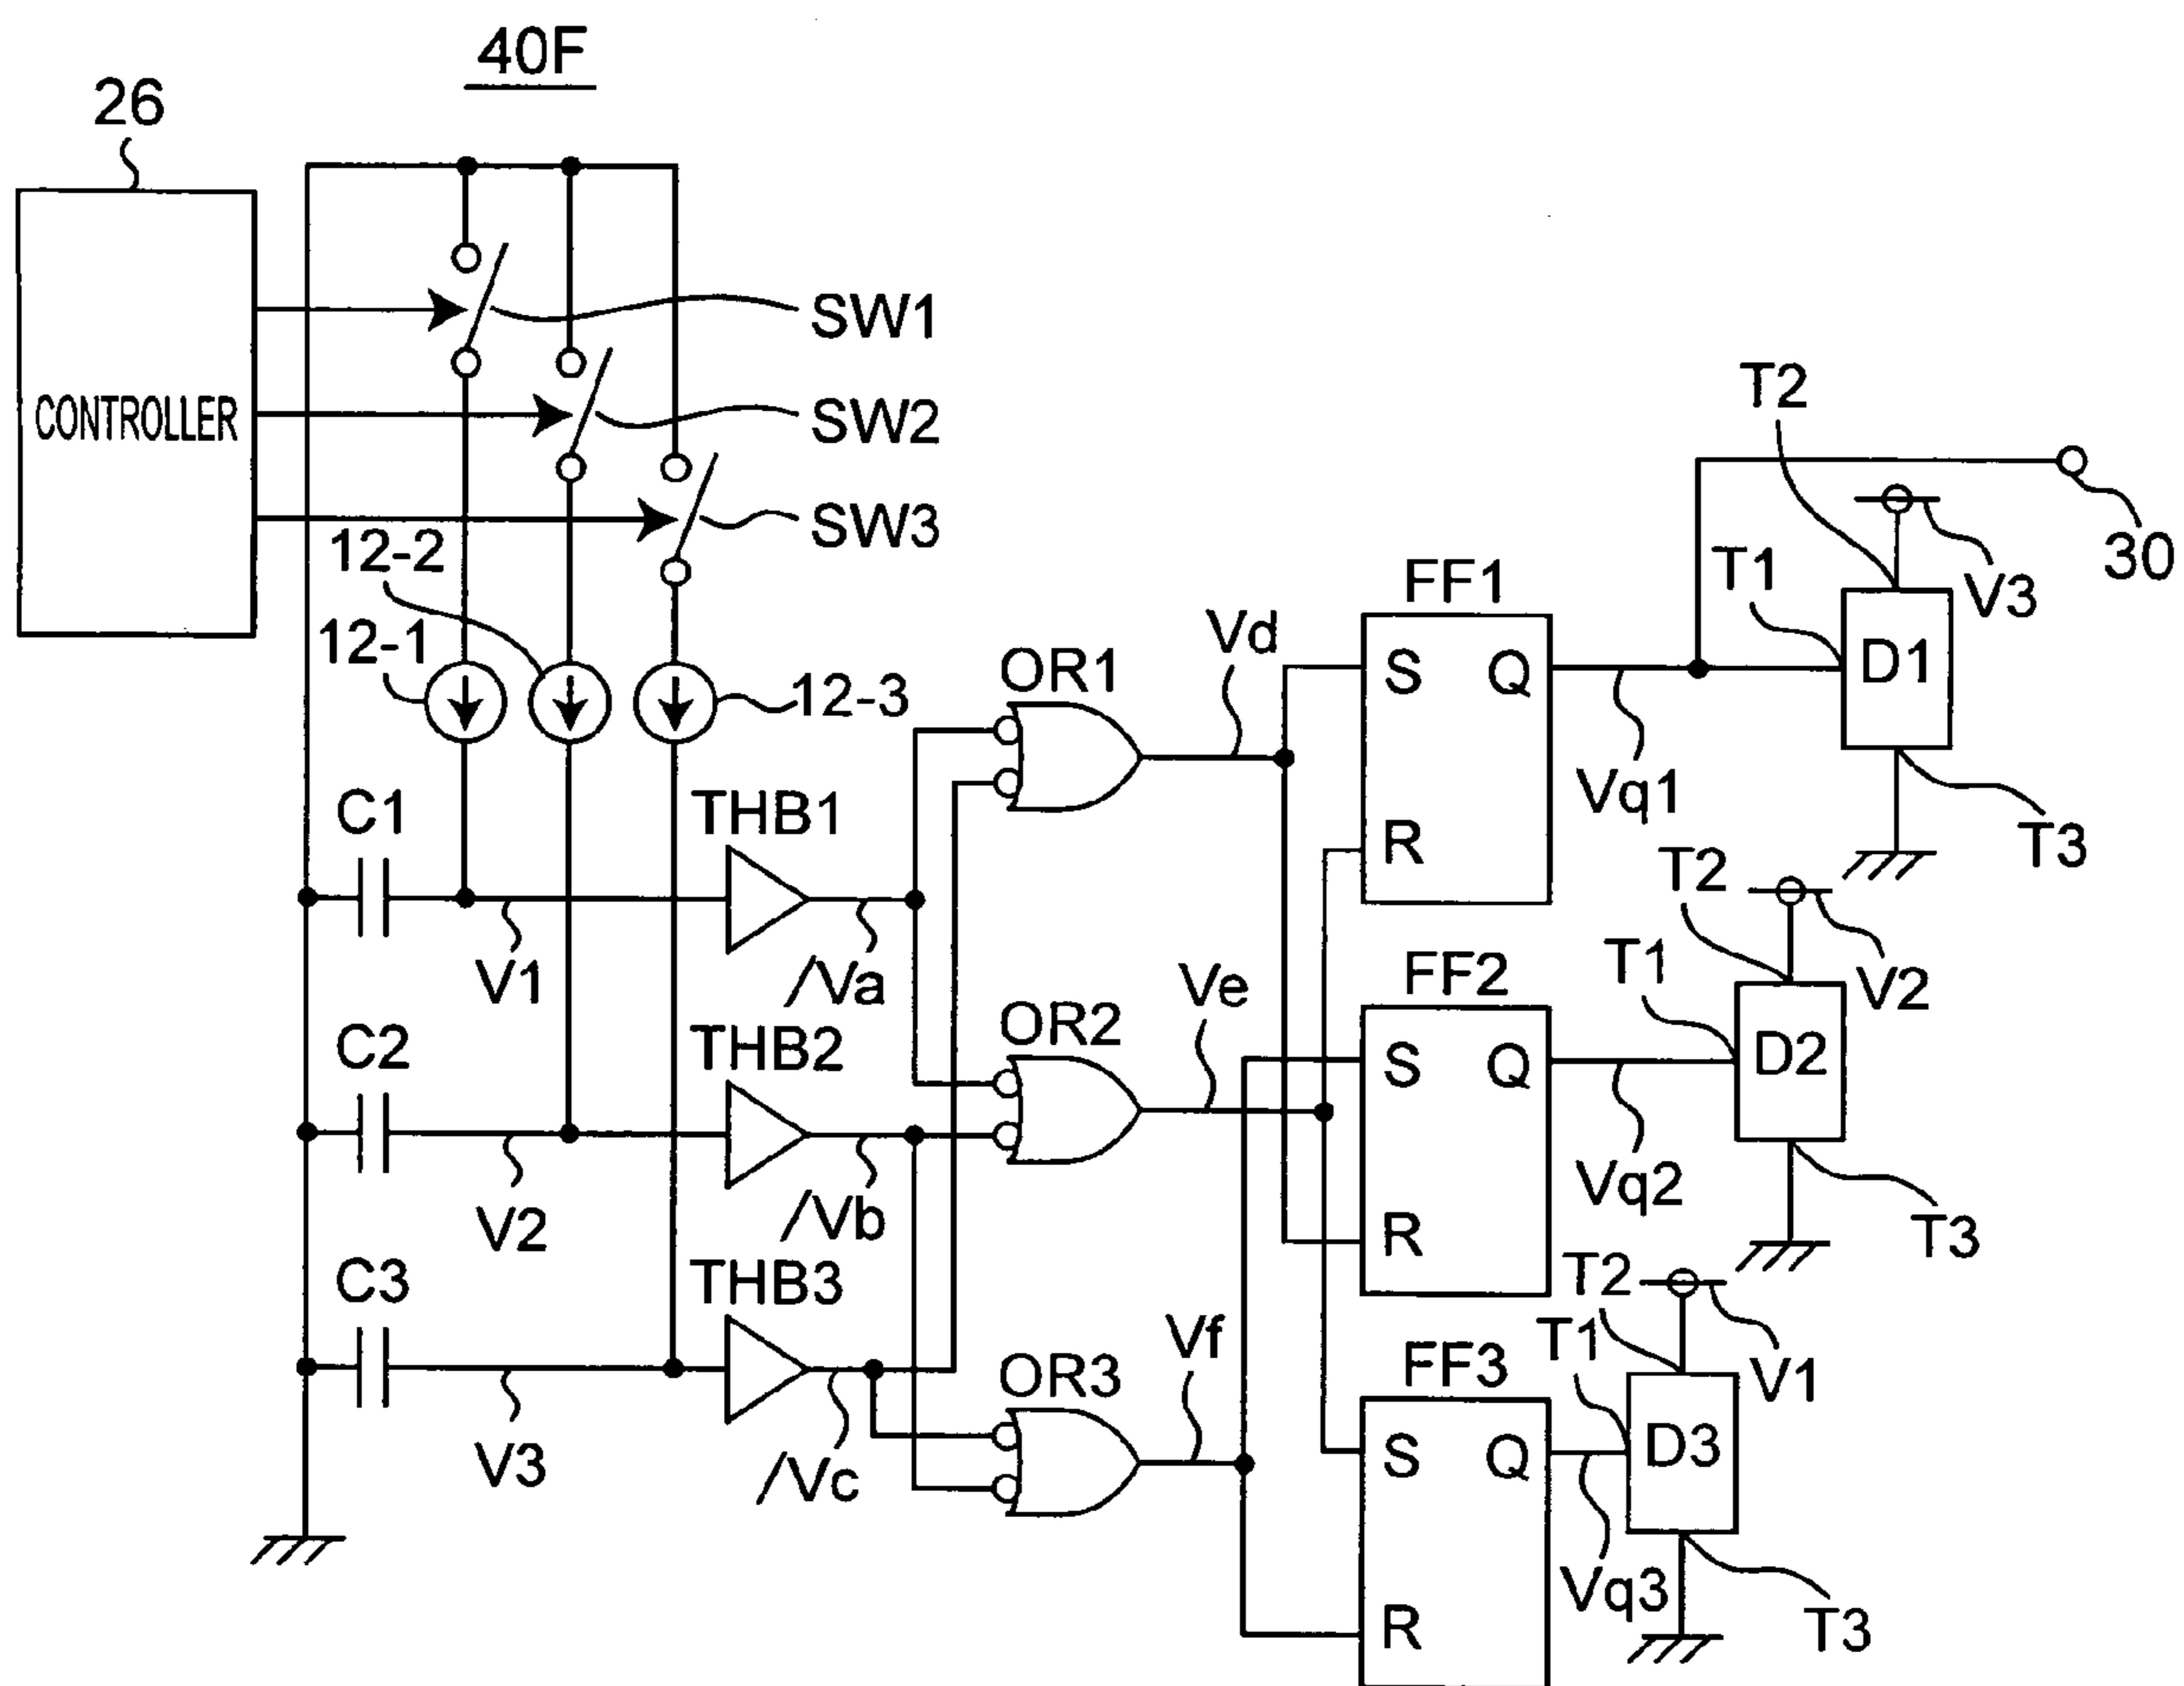 40F
26
CONTROLLER
SW1
SW2
SW3
12-2
12-1
12-3
C1
C2
C3
V1
V2
V3
THB1
THB2
THB3
/Va
/Vb
/Vc
OR1
OR2
OR3
Vd
Ve
Vf
FF1
S
Q
R
FF2
S
Q
R
FF3
S
Q
R
Vq1
Vq2
Vq3
T2
T1
D1
V3
30
T3
T2
T1
D2
V2
T3
T2
T1
D3
V1
T3